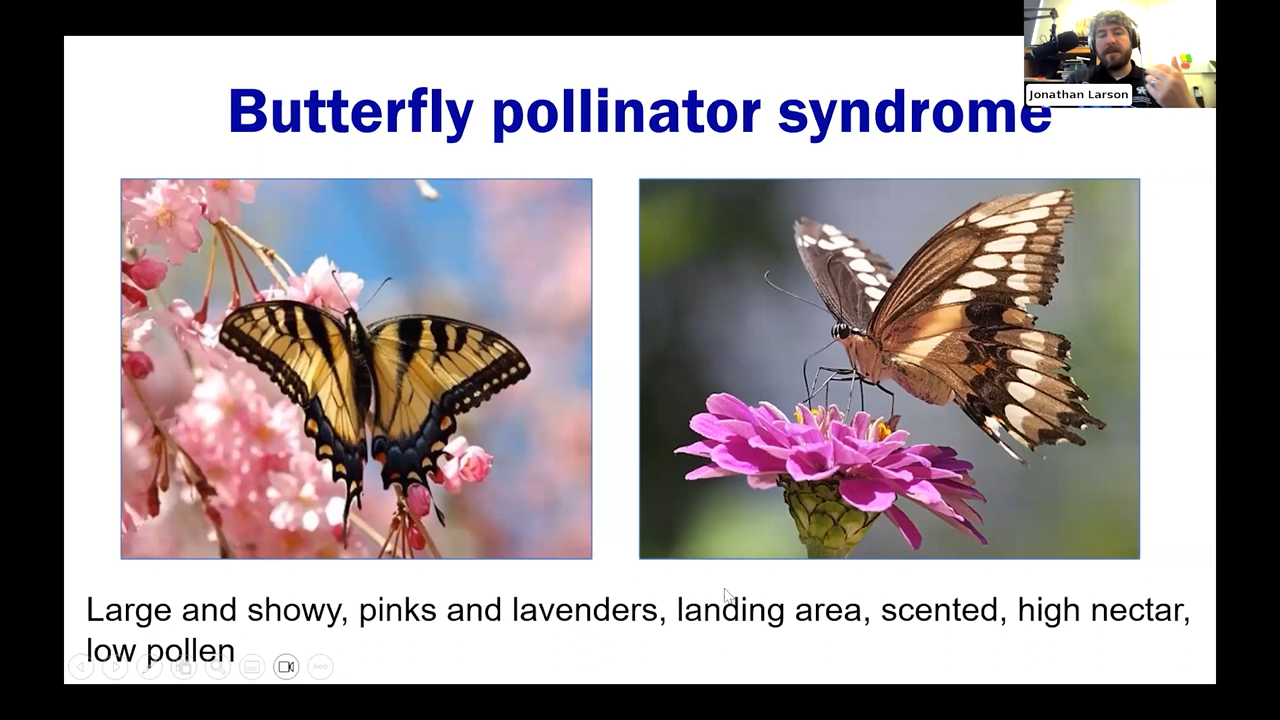 Jonathan Larson
Butterfly pollinator syndrome
Large and showy, pinks and lavenders, landing area, scented, high nectar,
low pollen